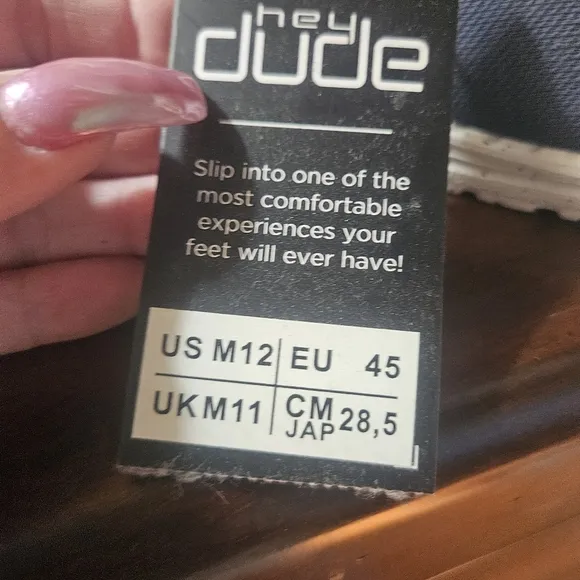 hey
dude
Slip into one of the
most comfortable
experiences your
feet will ever have!
US M12 EU 45
UK M11 CM JAP 28,5